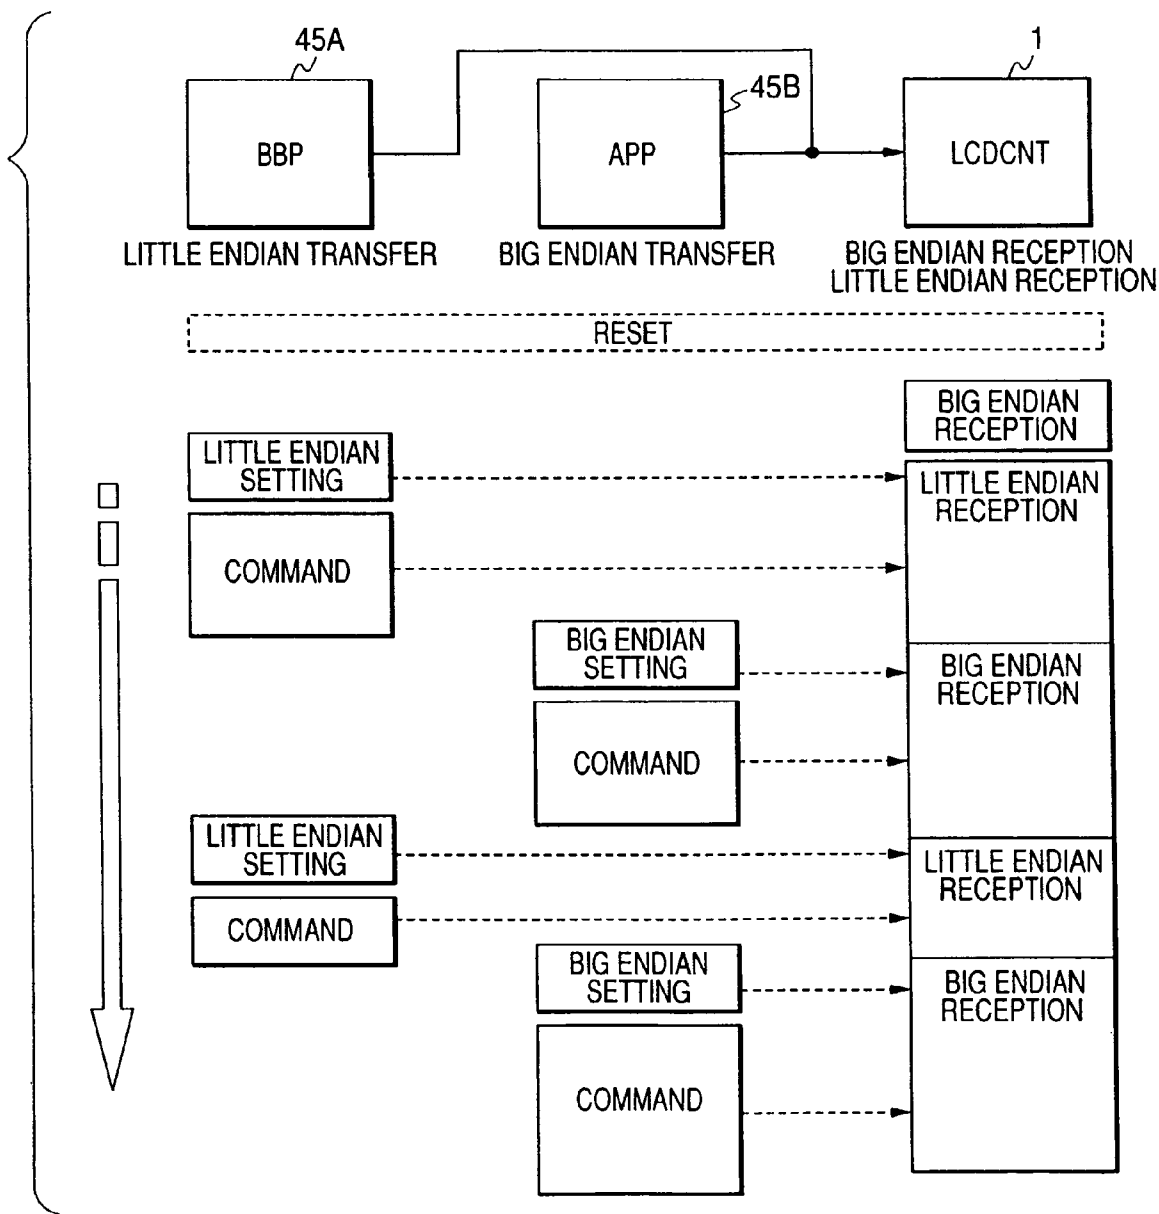 45A
1
45B
BBP
APP
LCDCNT
LITTLE ENDIAN TRANSFER
BIG ENDIAN TRANSFER
BIG ENDIAN RECEPTION
LITTLE ENDIAN RECEPTION
RESET
BIG ENDIAN
RECEPTION
LITTLE ENDIAN
SETTING
LITTLE ENDIAN
RECEPTION
COMMAND
BIG ENDIAN
SETTING
BIG ENDIAN
RECEPTION
COMMAND
LITTLE ENDIAN
SETTING
LITTLE ENDIAN
RECEPTION
COMMAND
BIG ENDIAN
SETTING
BIG ENDIAN
RECEPTION
COMMAND